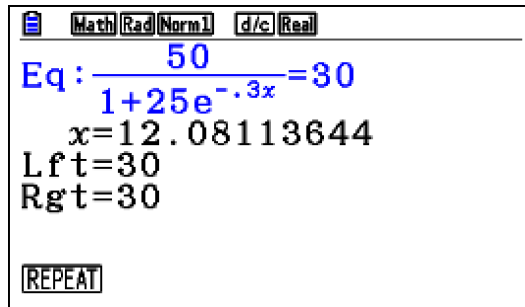 Math Rad Norm1 d/c Real
Eq: 50/(1+25e^-.3x)=30
x=12.08113644
Lft=30
Rgt=30
REPEAT